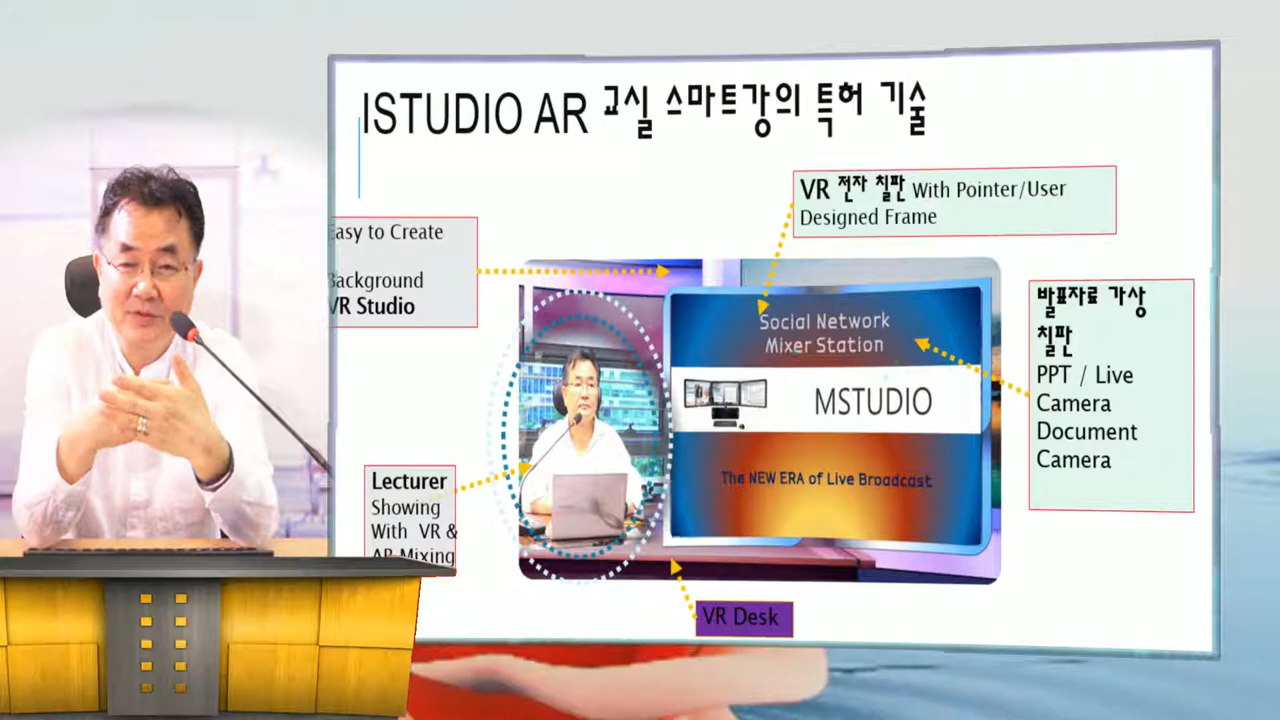 ISTUDIO AR 교실 스마트강의 특허 기술
VR 전자 칠판 With Pointer/User
Designed Frame
Easy to Create
Background
VR Studio
발표자료 가상
칠판
PPT / Live
Camera
Document
Camera
Social Network
Mixer Station
MSTUDIO
The NEW ERA of Live Broadcast
Lecturer
Showing
With VR &
AR Mixing
VR Desk